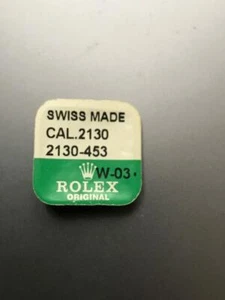 SWISS MADE
CAL.2130
2130-453
W-03
ROLEX
ORIGINAL